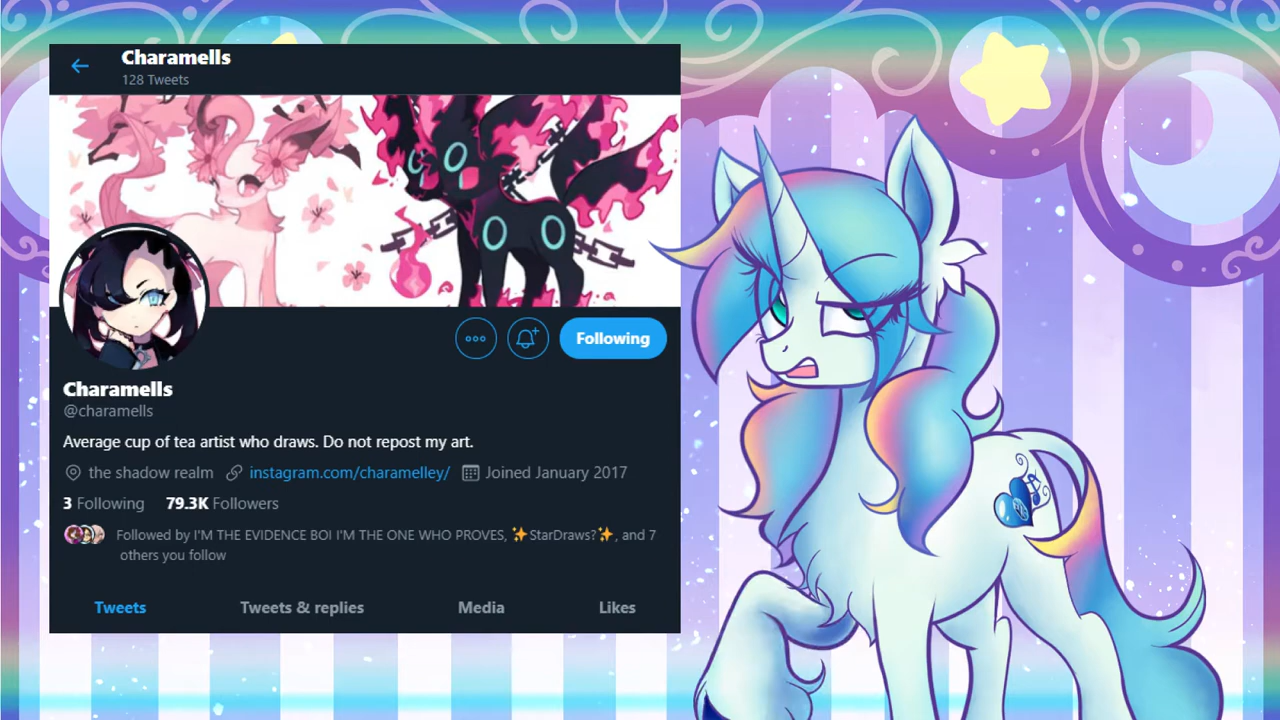 Charamells
128 Tweets
Following
Charamells
@charamells
Average cup of tea artist who draws. Do not repost my art.
the shadow realm instagram.com/charamelley/ Joined January 2017
3 Following 79.3K Followers
Followed by I'M THE EVIDENCE BOI I'M THE ONE WHO PROVES, ✨StarDraws?✨, and 7
others you follow
Tweets Tweets & replies Media Likes